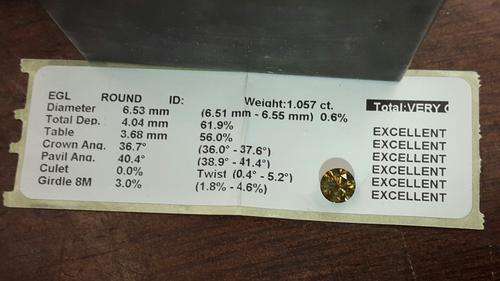 EGL ROUND ID: Weight:1.057 ct. Total:VERY
Diameter 6.53 mm (6.51 mm - 6.55 mm) 0.6%
Total Dep. 4.04 mm 61.9% EXCELLENT
Table 3.68 mm 56.0% EXCELLENT
Crown Ang. 36.7° (36.0° - 37.6°) EXCELLENT
Pavil Ang. 40.4° (38.9° - 41.4°) EXCELLENT
Culet 0.0% Twist (0.4° - 5.2°) EXCELLENT
Girdle 8M 3.0% (1.8% - 4.6%) EXCELLENT